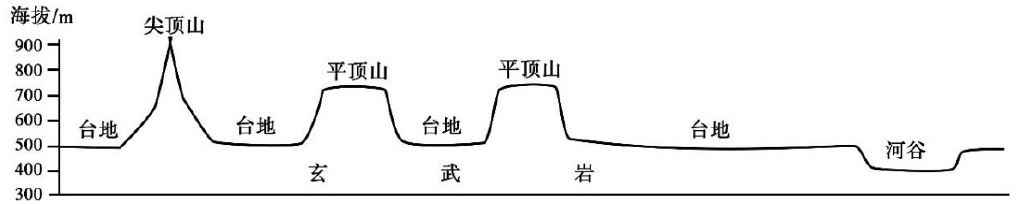 海拔/m
尖顶山
900
800
平顶山
平顶山
700
600
台地
台地
台地
台地
500
河谷
400
玄武岩
300